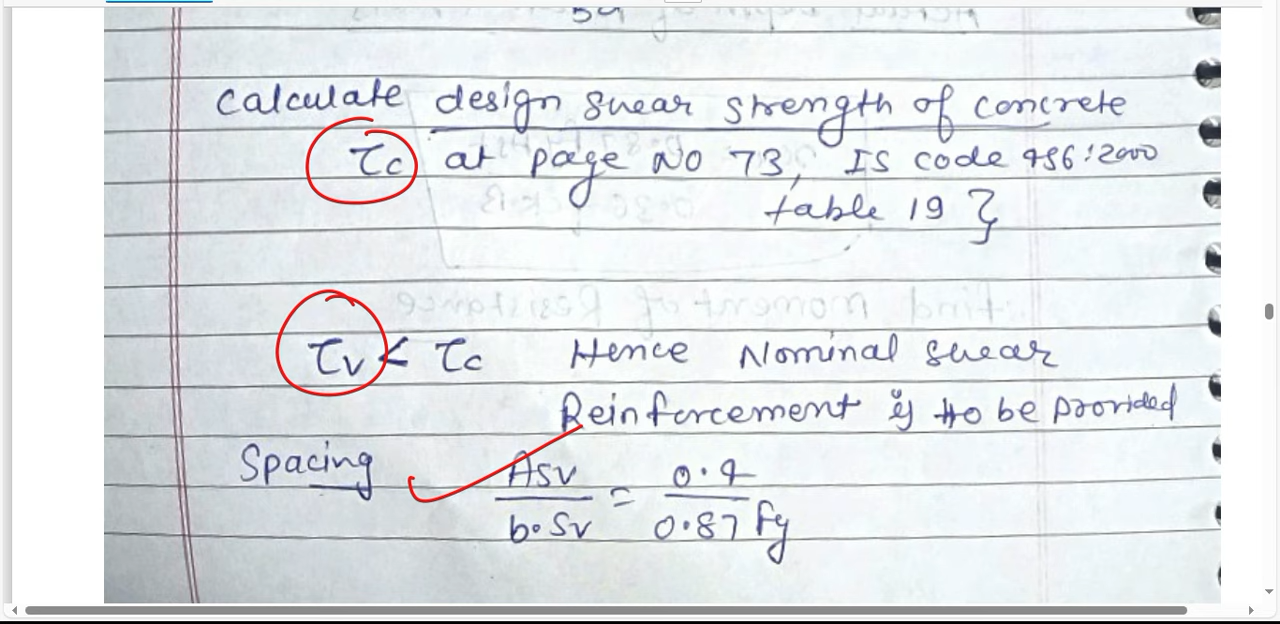 Calculate design shear strength of concrete
τc at page No 73, IS code 456:2000
table 19 }
τv < τc Hence Nominal shear
Reinforcement is to be provided
Spacing Asv / b.Sv = 0.4 / 0.87 fy